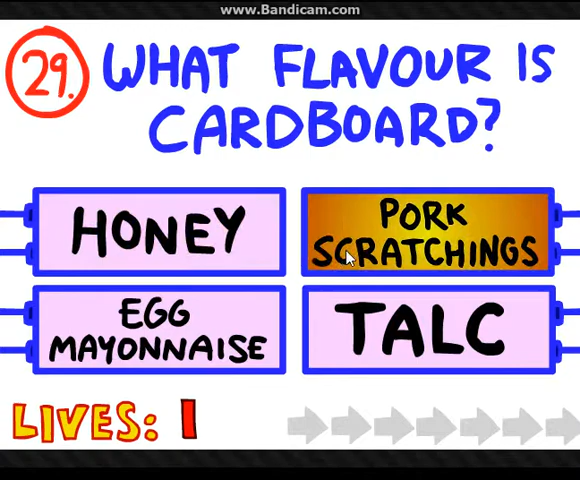 www.Bandicam.com
29. WHAT FLAVOUR IS
CARDBOARD?
HONEY
PORK
SCRATCHINGS
EGG
MAYONNAISE
TALC
LIVES: 1